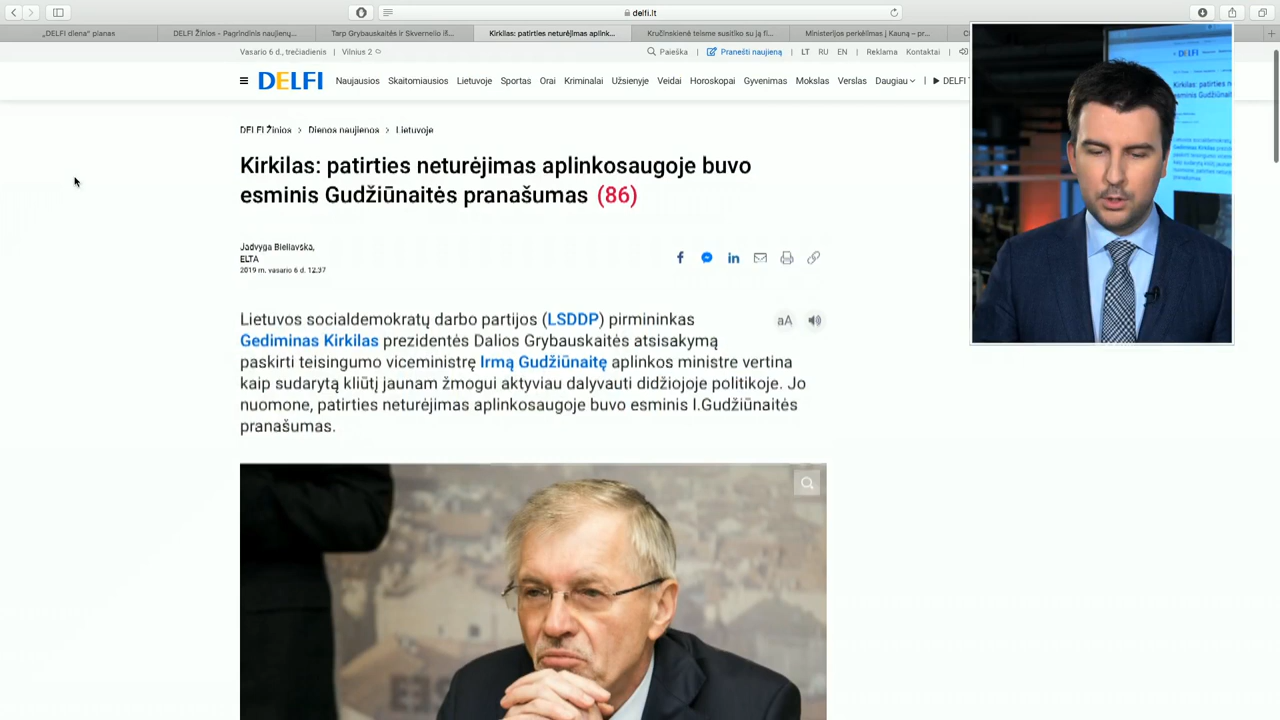 delfi.lt
„DELFI diena“ planas
DELFI Žinios - Pagrindinis naujienų...
Tarp Grybauskaitės ir Skvernelio iš...
Kirkilas: patirties neturėjimas aplink...
Kručinskienė teisme susitiko su ją fi...
Ministerijos perkėlimas į Kauną – pr...
Vasario 6 d., trečiadienis | Vilnius 2
Paieška | Pranešti naujieną | LT RU EN | Reklama Kontaktai |
DELFI Naujausios Skaitomiausios Lietuvoje Sportas Orai Kriminalai Užsienyje Veidai Horoskopai Gyvenimas Mokslas Verslas Daugiau | DELFI
DELFI Žinios > Dienos naujienos > Lietuvoje
Kirkilas: patirties neturėjimas aplinkosaugoje buvo
esminis Gudžiūnaitės pranašumas (86)
Jadvyga Bieliavska,
ELTA
2019 m. vasario 6 d. 12:37
Lietuvos socialdemokratų darbo partijos (LSDDP) pirmininkas
aA
Gediminas Kirkilas prezidentės Dalios Grybauskaitės atsisakymą
paskirti teisingumo viceministrę Irmą Gudžiūnaitę aplinkos ministre vertina
kaip sudarytą kliūtį jaunam žmogui aktyviau dalyvauti didžiojoje politikoje. Jo
nuomone, patirties neturėjimas aplinkosaugoje buvo esminis I.Gudžiūnaitės
pranašumas.